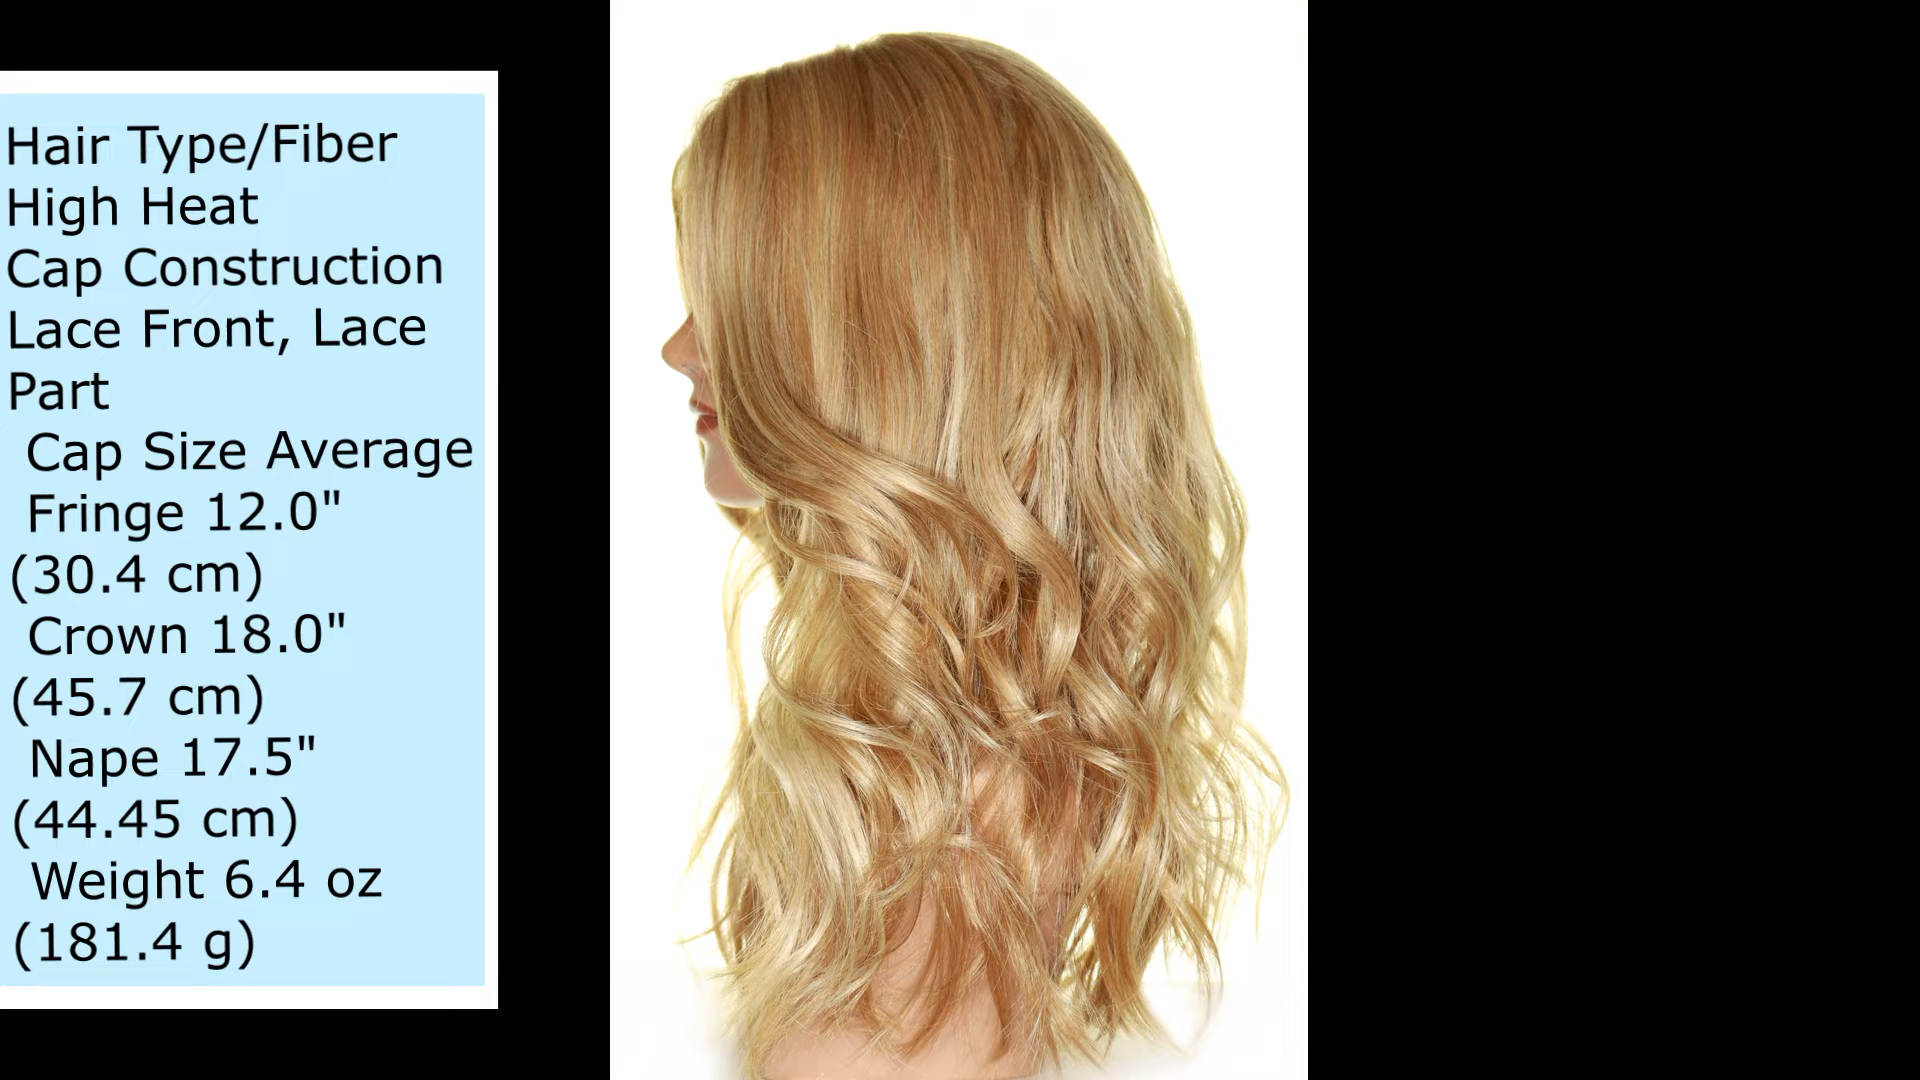 Hair Type/Fiber
High Heat
Cap Construction
Lace Front, Lace
Part
Cap Size Average
Fringe 12.0"
(30.4 cm)
Crown 18.0"
(45.7 cm)
Nape 17.5"
(44.45 cm)
Weight 6.4 oz
(181.4 g)